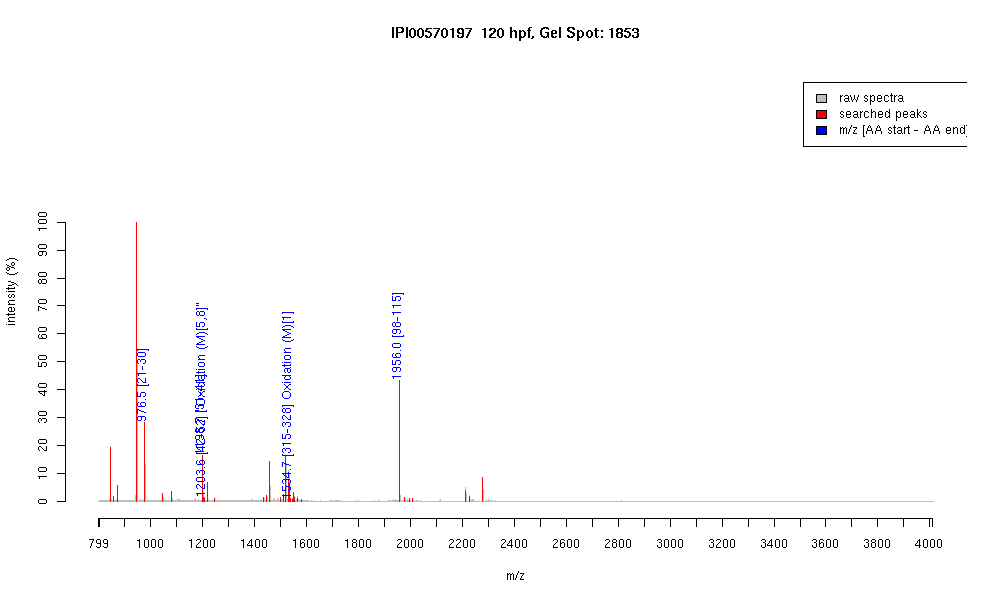 IPI00570197 120 hpf, Gel Spot: 1853
raw spectra
searched peaks
m/z [AA start - AA end]
intensity (%)
100
90
80
70
60
50
40
30
20
10
0
976.5 [21-30]
Oxidation (M)[5,8]"
1534.7 [315-328] Oxidation (M)[1]
1956.0 [98-115]
799 1000 1200 1400 1600 1800 2000 2200 2400 2600 2800 3000 3200 3400 3600 3800 4000
m/z